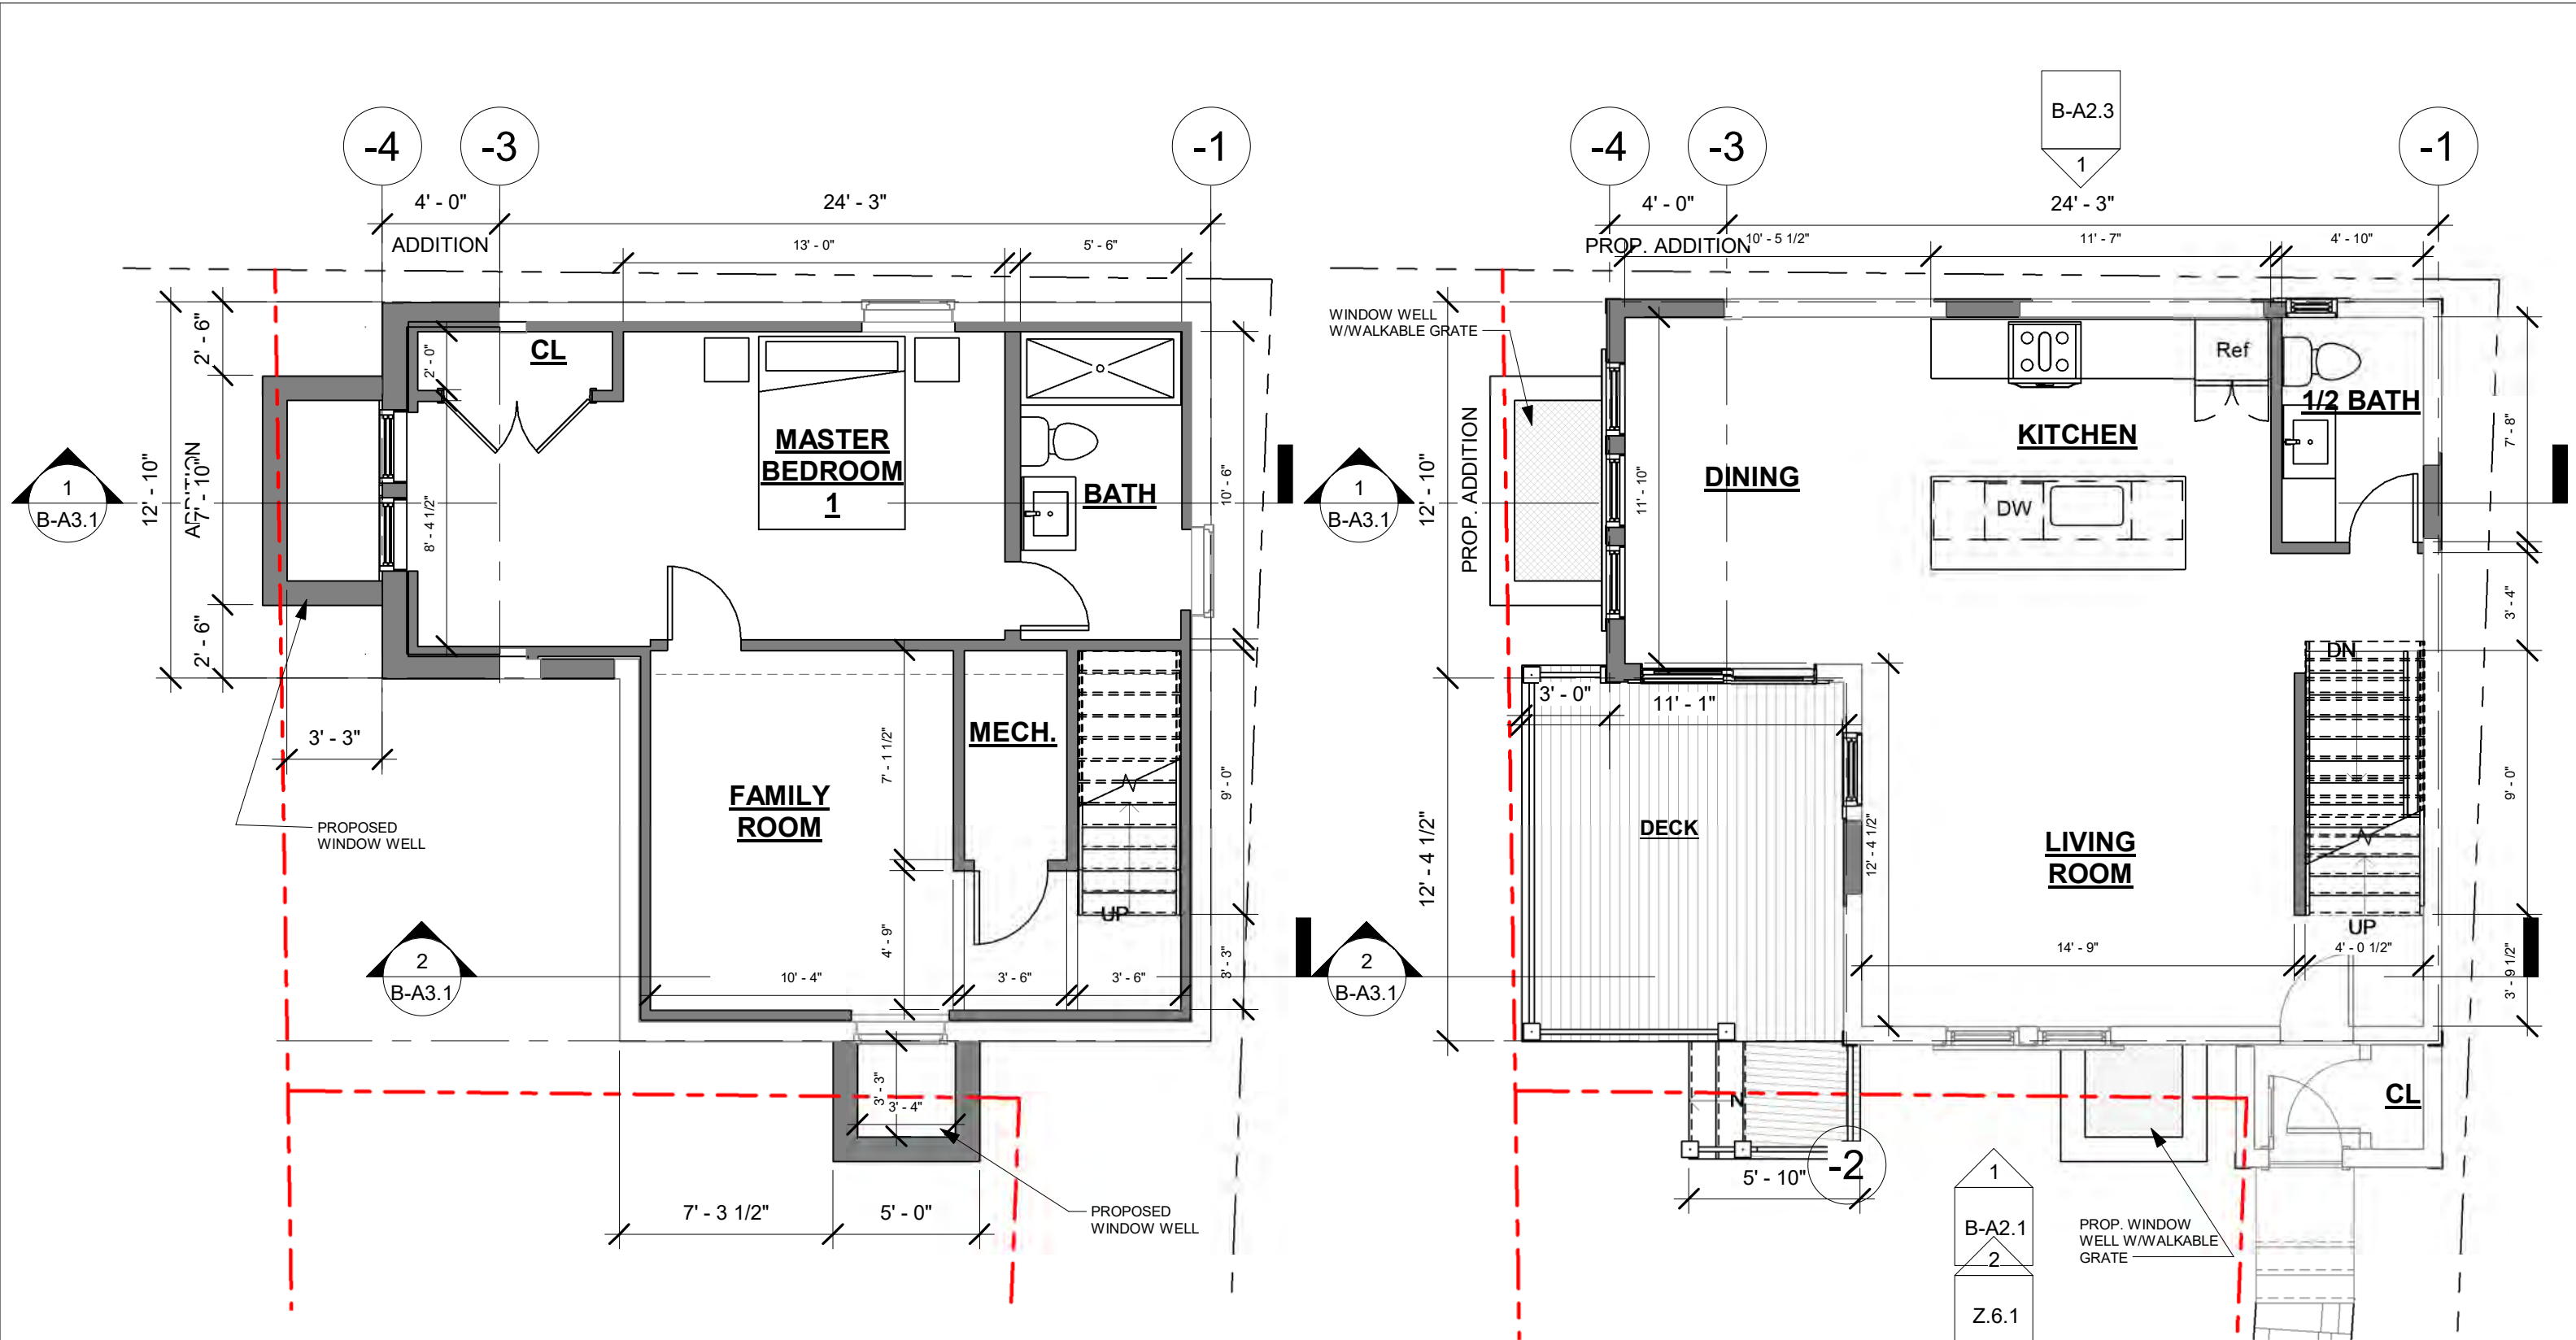 -4
-3
-1
4' - 0"
24' - 3"
ADDITION
13' - 0"
5' - 6"
2' - 6"
12' - 10"
ADDITION
7' - 10"
2' - 6"
2' - 0"
8' - 4 1/2"
CL
MASTER
BEDROOM
1
BATH
10' - 6"
1
B-A3.1
3' - 3"
PROPOSED
WINDOW WELL
FAMILY
ROOM
MECH.
7' - 1 1/2"
4' - 9"
9' - 0"
3' - 3"
UP
10' - 4"
3' - 6"
3' - 6"
2
B-A3.1
3' - 3"
3' - 4"
7' - 3 1/2"
5' - 0"
PROPOSED
WINDOW WELL
-4
-3
B-A2.3
1
-1
4' - 0"
24' - 3"
PROP. ADDITION
10' - 5 1/2"
11' - 7"
4' - 10"
WINDOW WELL
W/WALKABLE GRATE
12' - 10"
PROP. ADDITION
11' - 10"
Ref
1/2 BATH
KITCHEN
DINING
DW
7' - 8"
1
B-A3.1
3' - 4"
DN
3' - 0"
11' - 1"
12' - 4 1/2"
DECK
12' - 4 1/2"
LIVING
ROOM
9' - 0"
UP
14' - 9"
4' - 0 1/2"
3' - 9 1/2"
2
B-A3.1
CL
-2
5' - 10"
1
B-A2.1
2
Z.6.1
PROP. WINDOW
WELL W/WALKABLE
GRATE